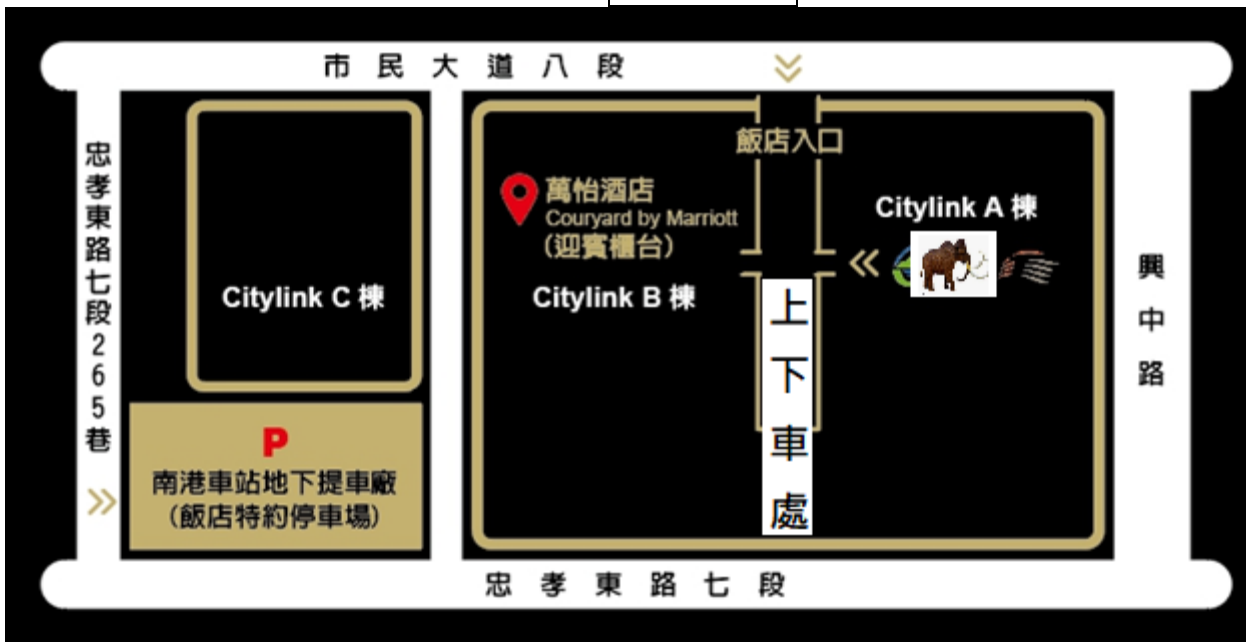 市民大道八段
飯店入口
忠孝東路七段265巷
萬怡酒店
Couryard by Marriott
(迎賓櫃台)
Citylink A 棟
Citylink C 棟
Citylink B 棟
上下車處
興中路
P
南港車站地下提車廠
(飯店特約停車場)
忠孝東路七段